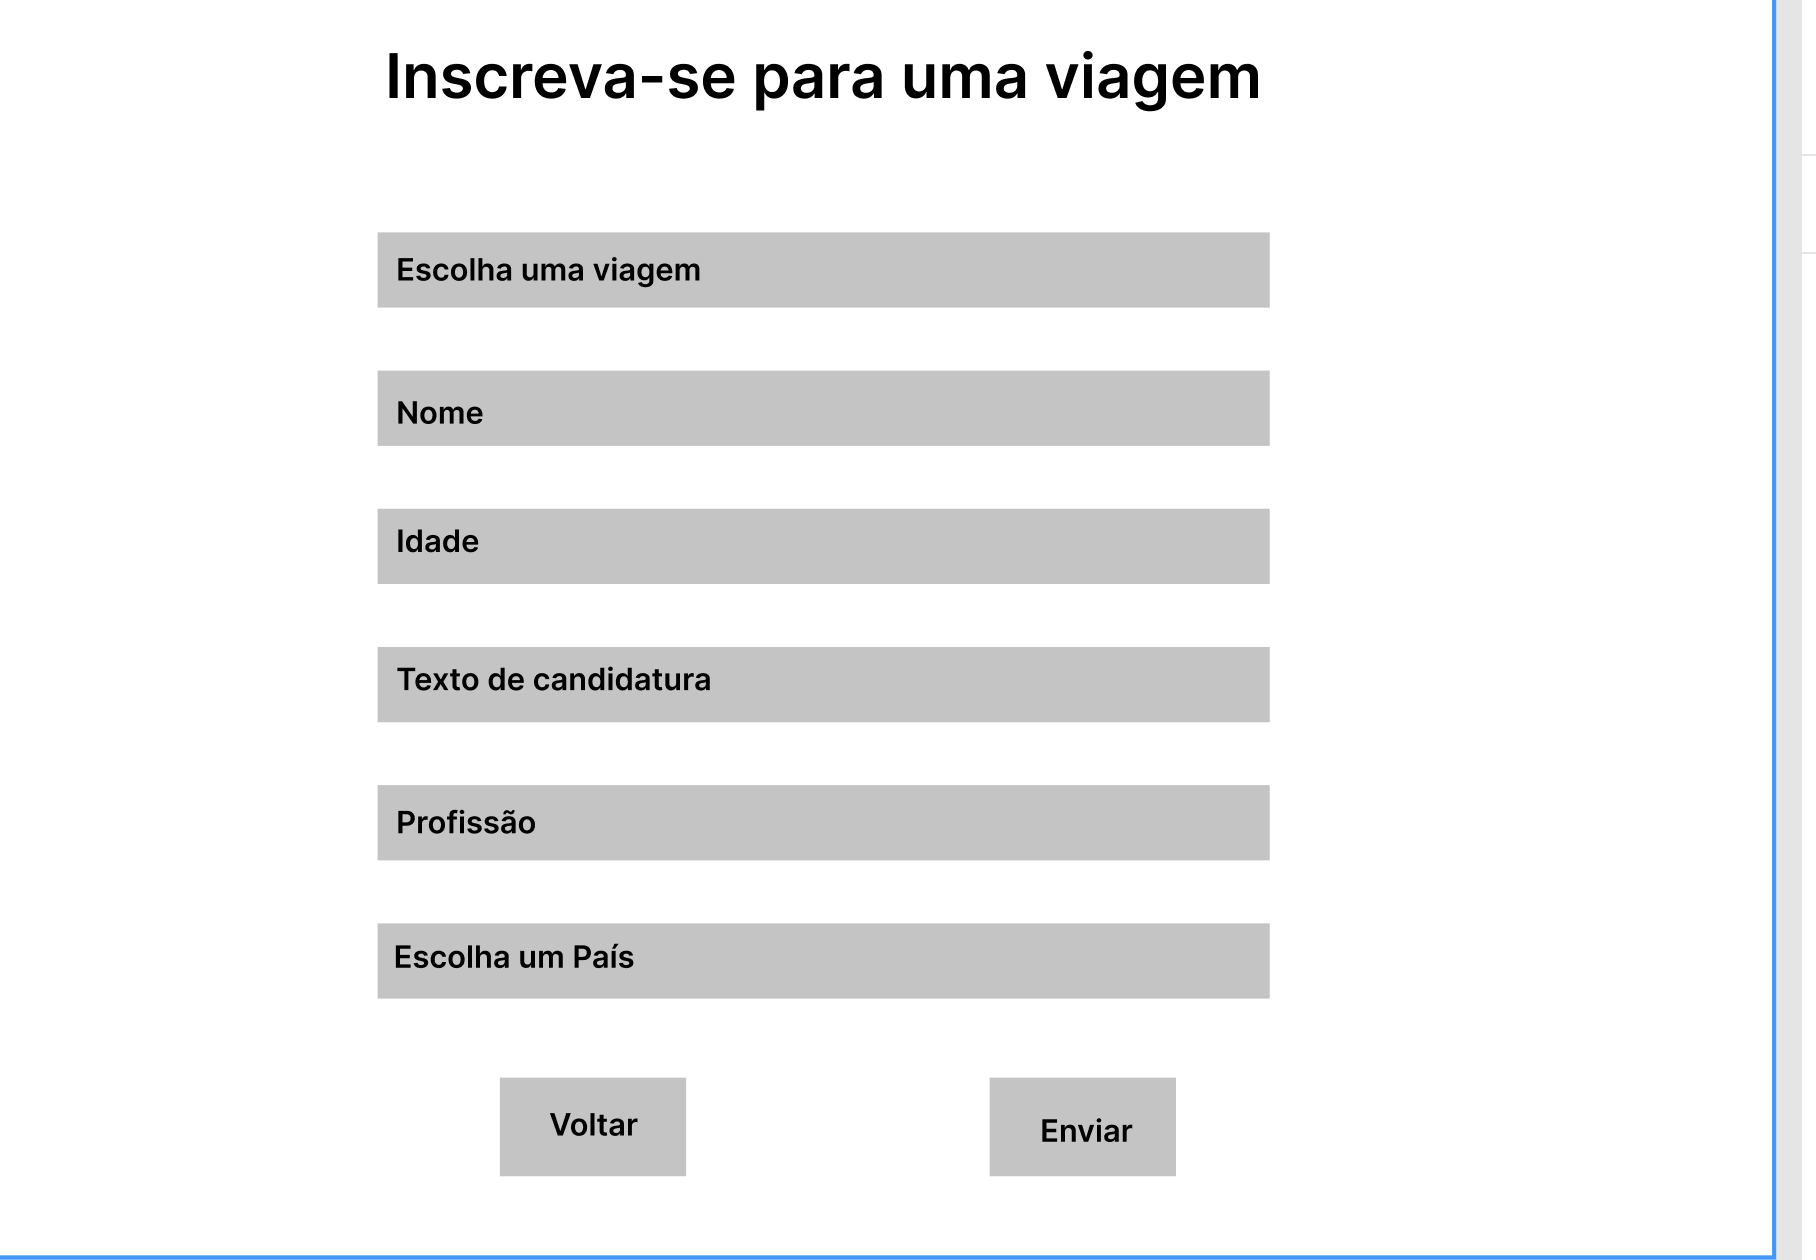 Inscreva-se para uma viagem
Escolha uma viagem
Nome
Idade
Texto de candidatura
Profissão
Escolha um País
Voltar
Enviar